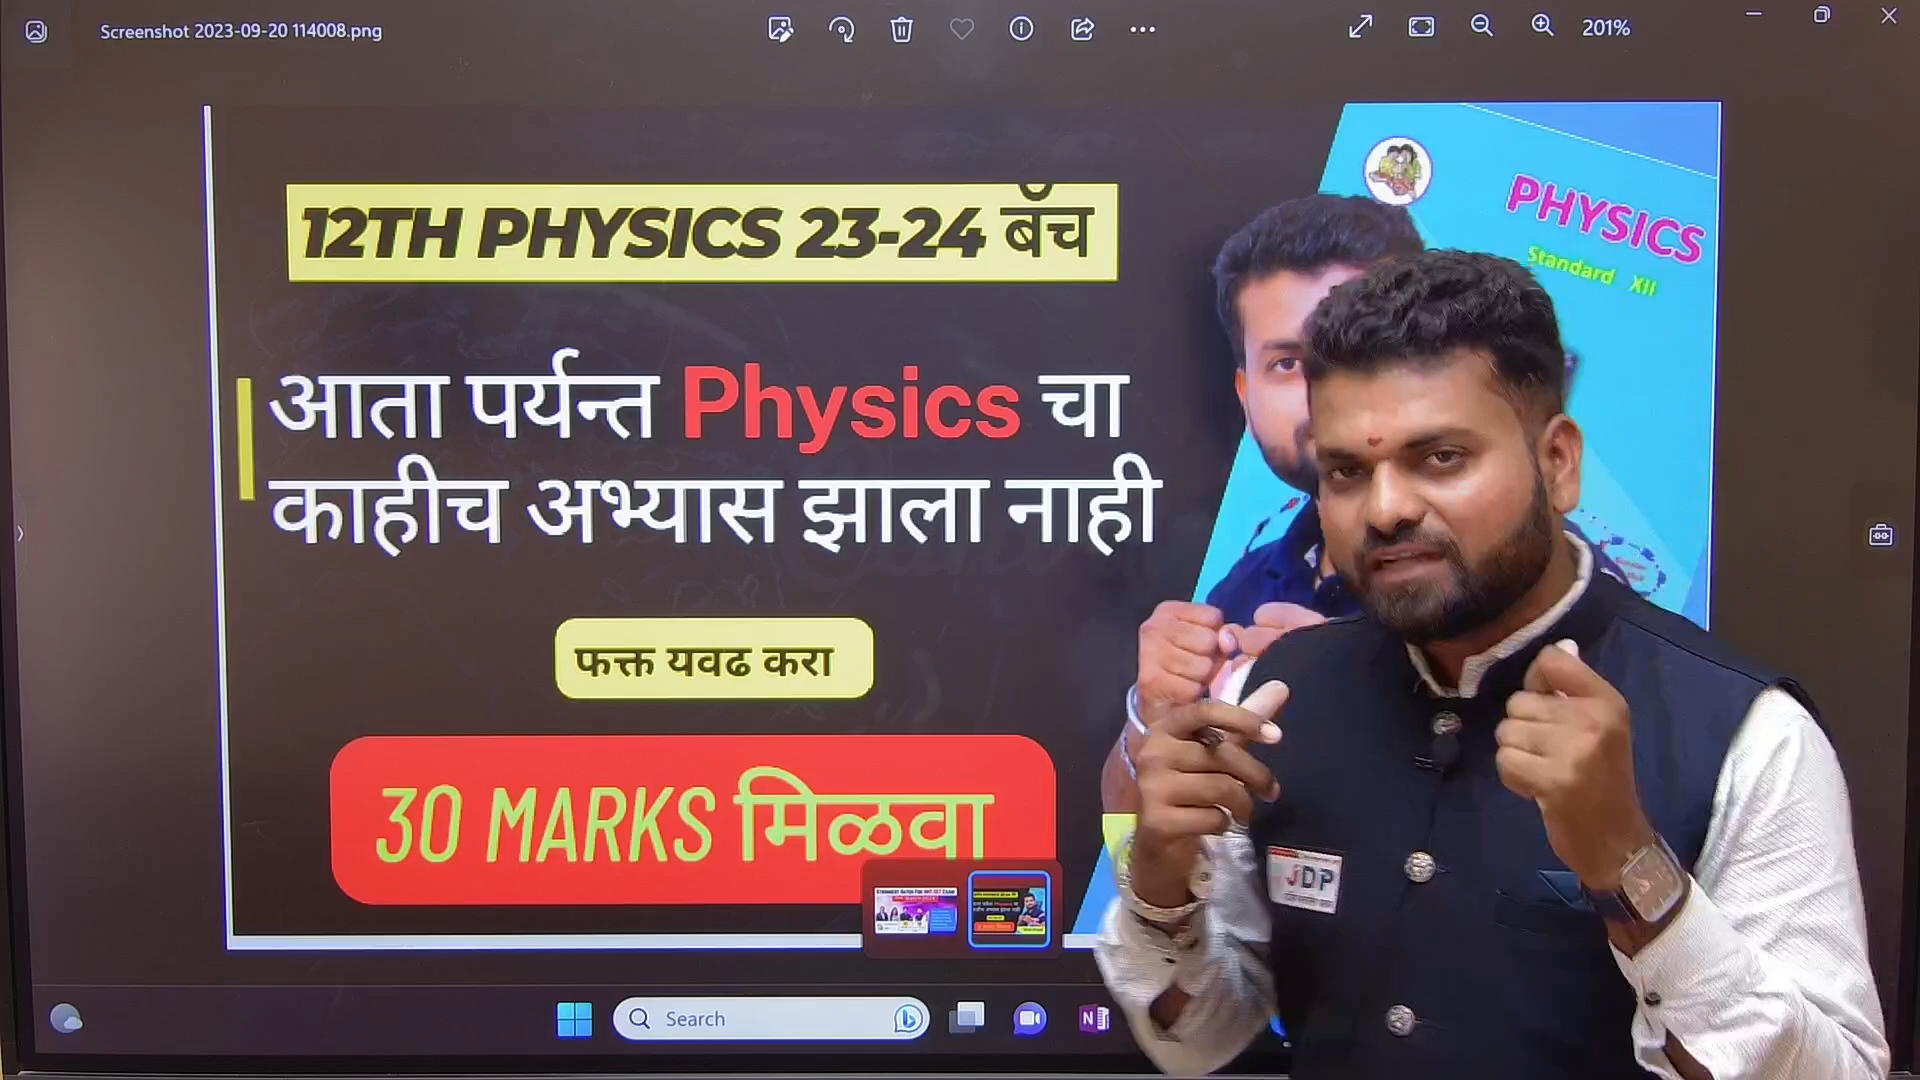 Screenshot 2023-09-20 114008.png
201%
12TH PHYSICS 23-24 बॅच
PHYSICS
Standard XII
आता पर्यन्त Physics चा
काहीच अभ्यास झाला नाही
फक्त यवढ करा
30 MARKS मिळवा
JDP
Search